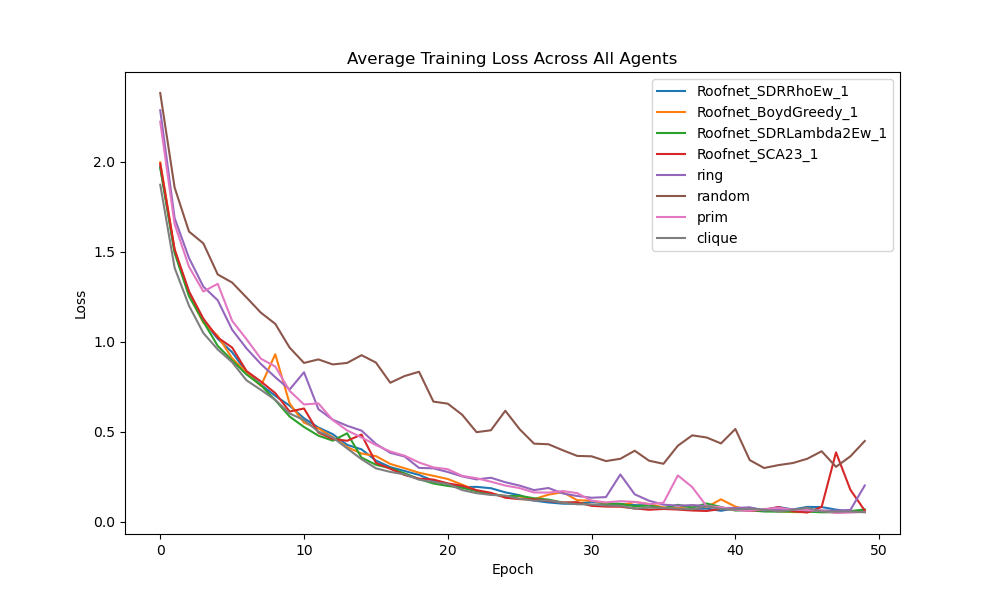 Average Training Loss Across All Agents
Roofnet_SDRRhoEw_1
Roofnet_BoydGreedy_1
Roofnet_SDRLambda2Ew_1
Roofnet_SCA23_1
ring
random
prim
clique
Loss
2.0
1.5
1.0
0.5
0.0
0
10
20
30
40
50
Epoch